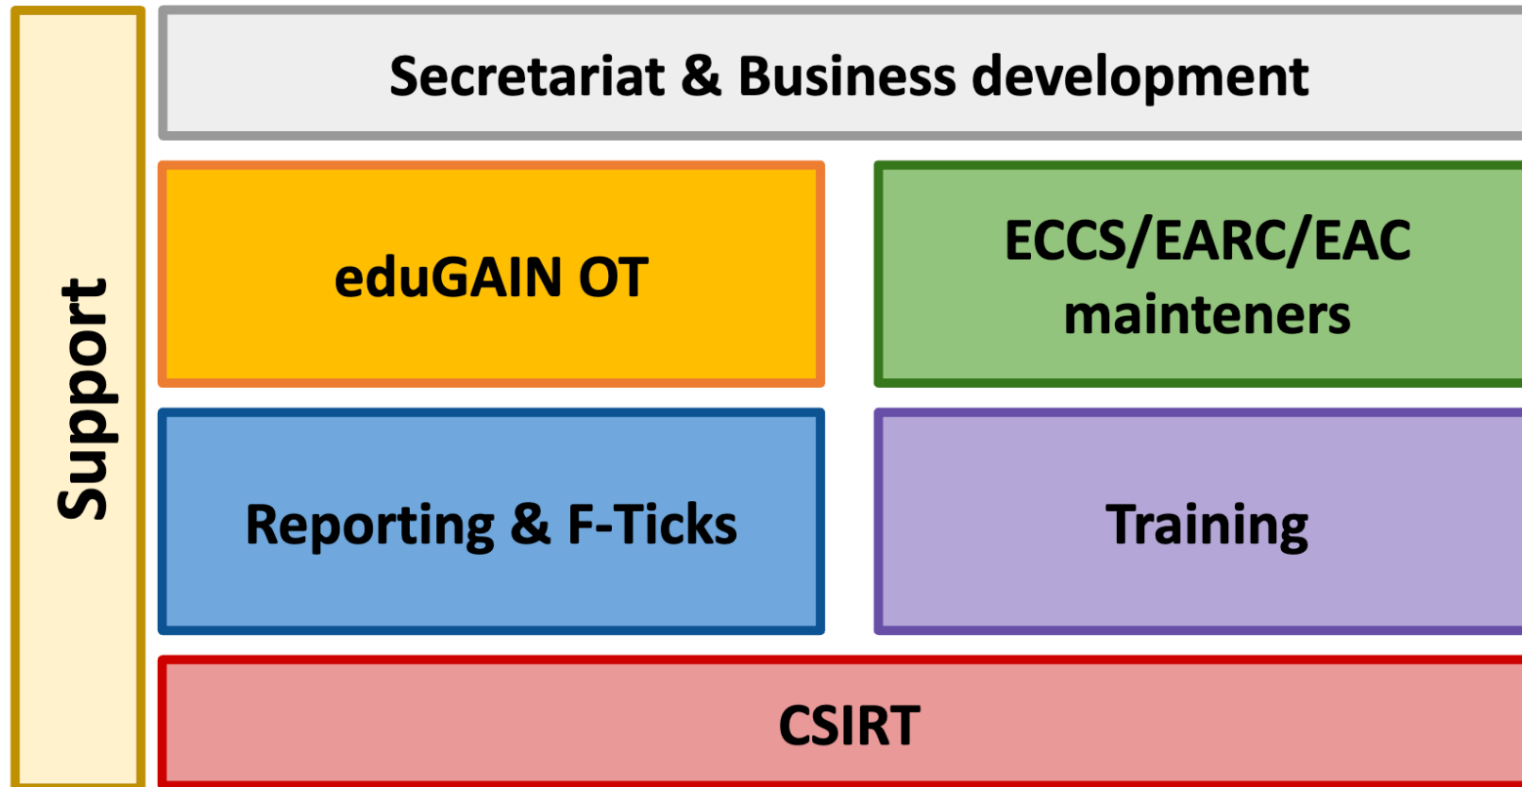 Support
Secretariat & Business development
eduGAIN OT
ECCS/EARC/EAC
mainteners
Reporting & F-Ticks
Training
CSIRT